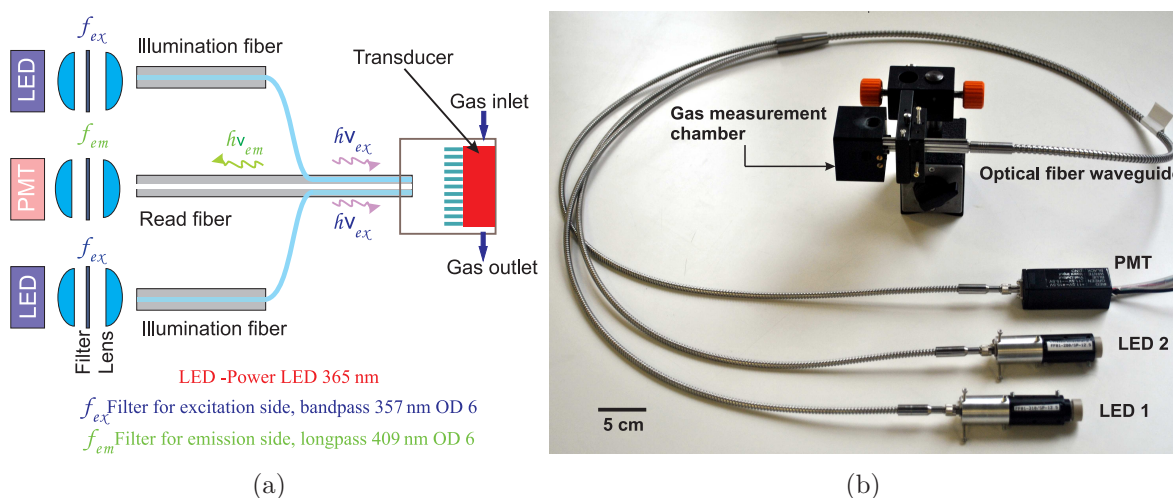 (a)
f_ex
LED
Illumination fiber
Transducer
Gas inlet
f_em
hν_em
hν_ex
PMT
Read fiber
hν_ex
f_ex
Gas outlet
LED
Illumination fiber
Filter
Lens
LED -Power LED 365 nm
f_ex Filter for excitation side, bandpass 357 nm OD 6
f_em Filter for emission side, longpass 409 nm OD 6
(b)
Gas measurement
chamber
Optical fiber waveguide
PMT
LED 2
LED 1
5 cm